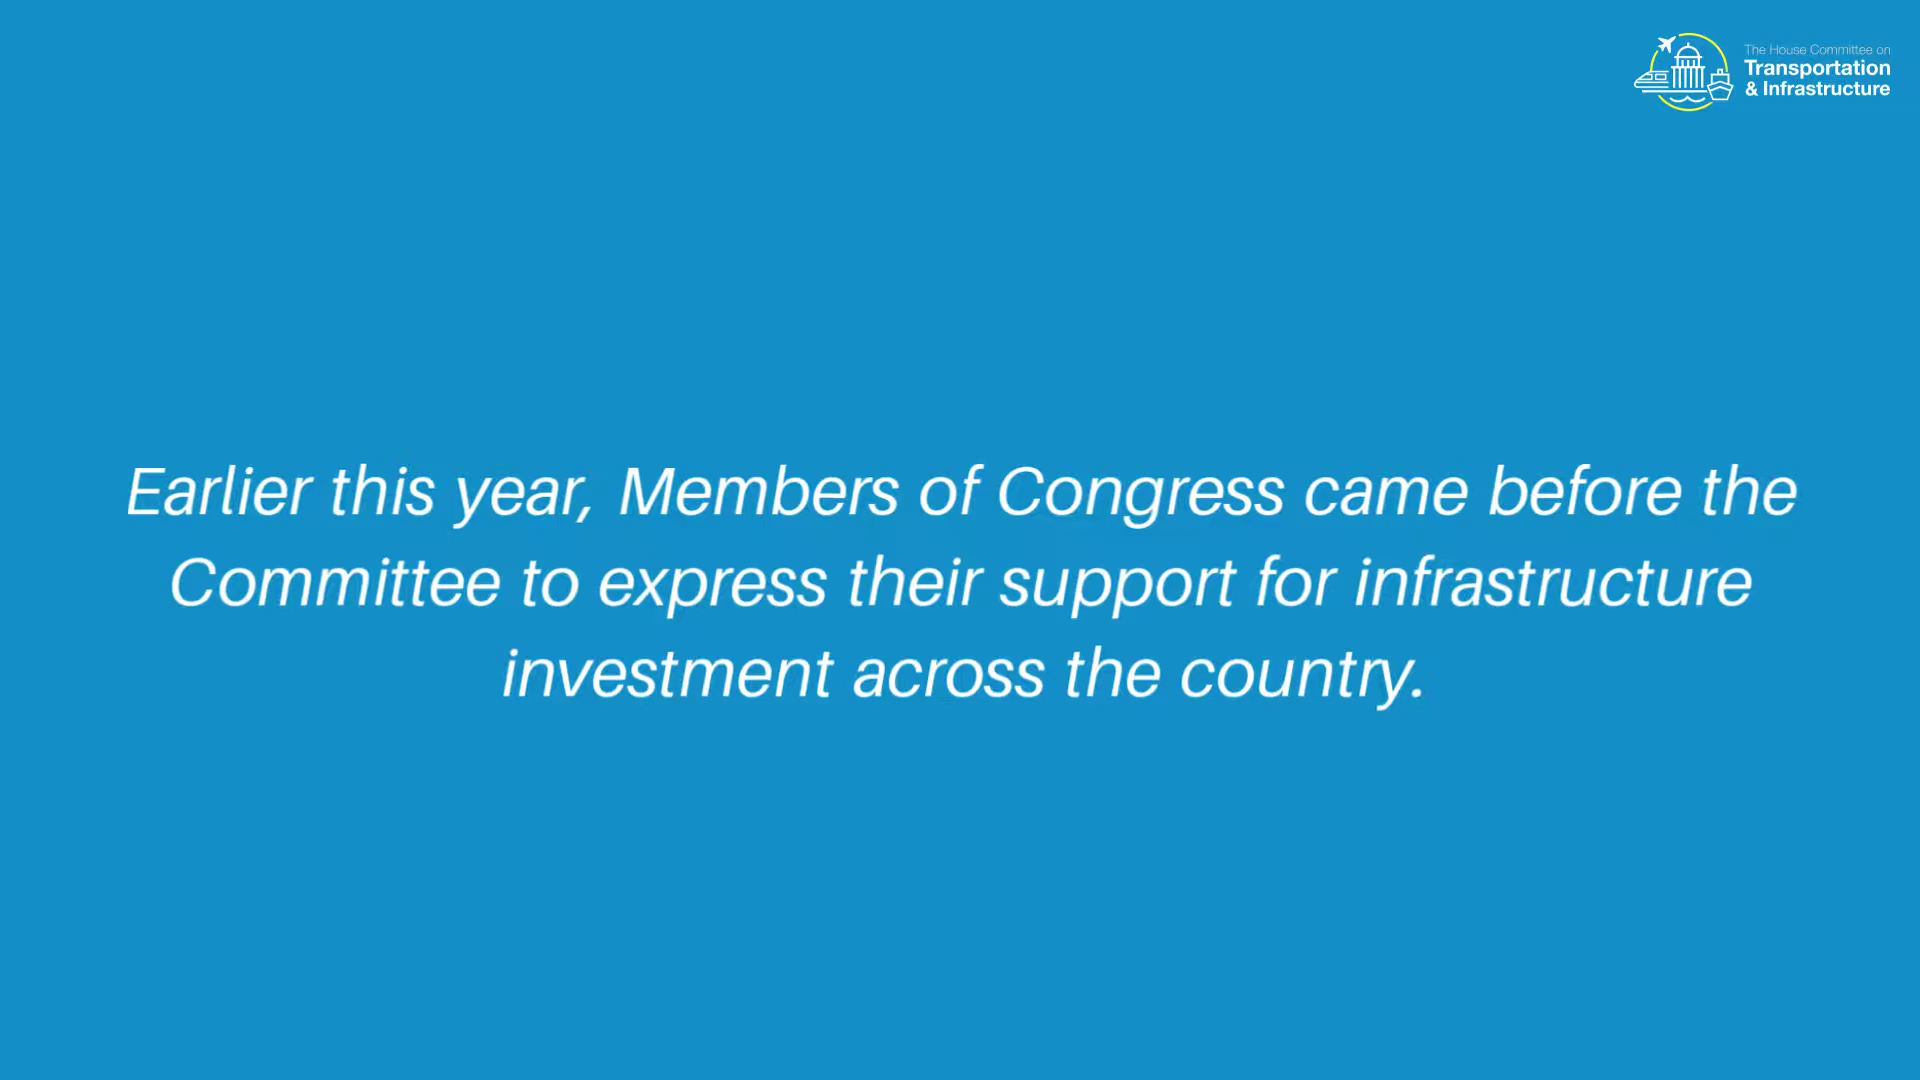 The House Committee on
Transportation
& Infrastructure
Earlier this year, Members of Congress came before the
Committee to express their support for infrastructure
investment across the country.